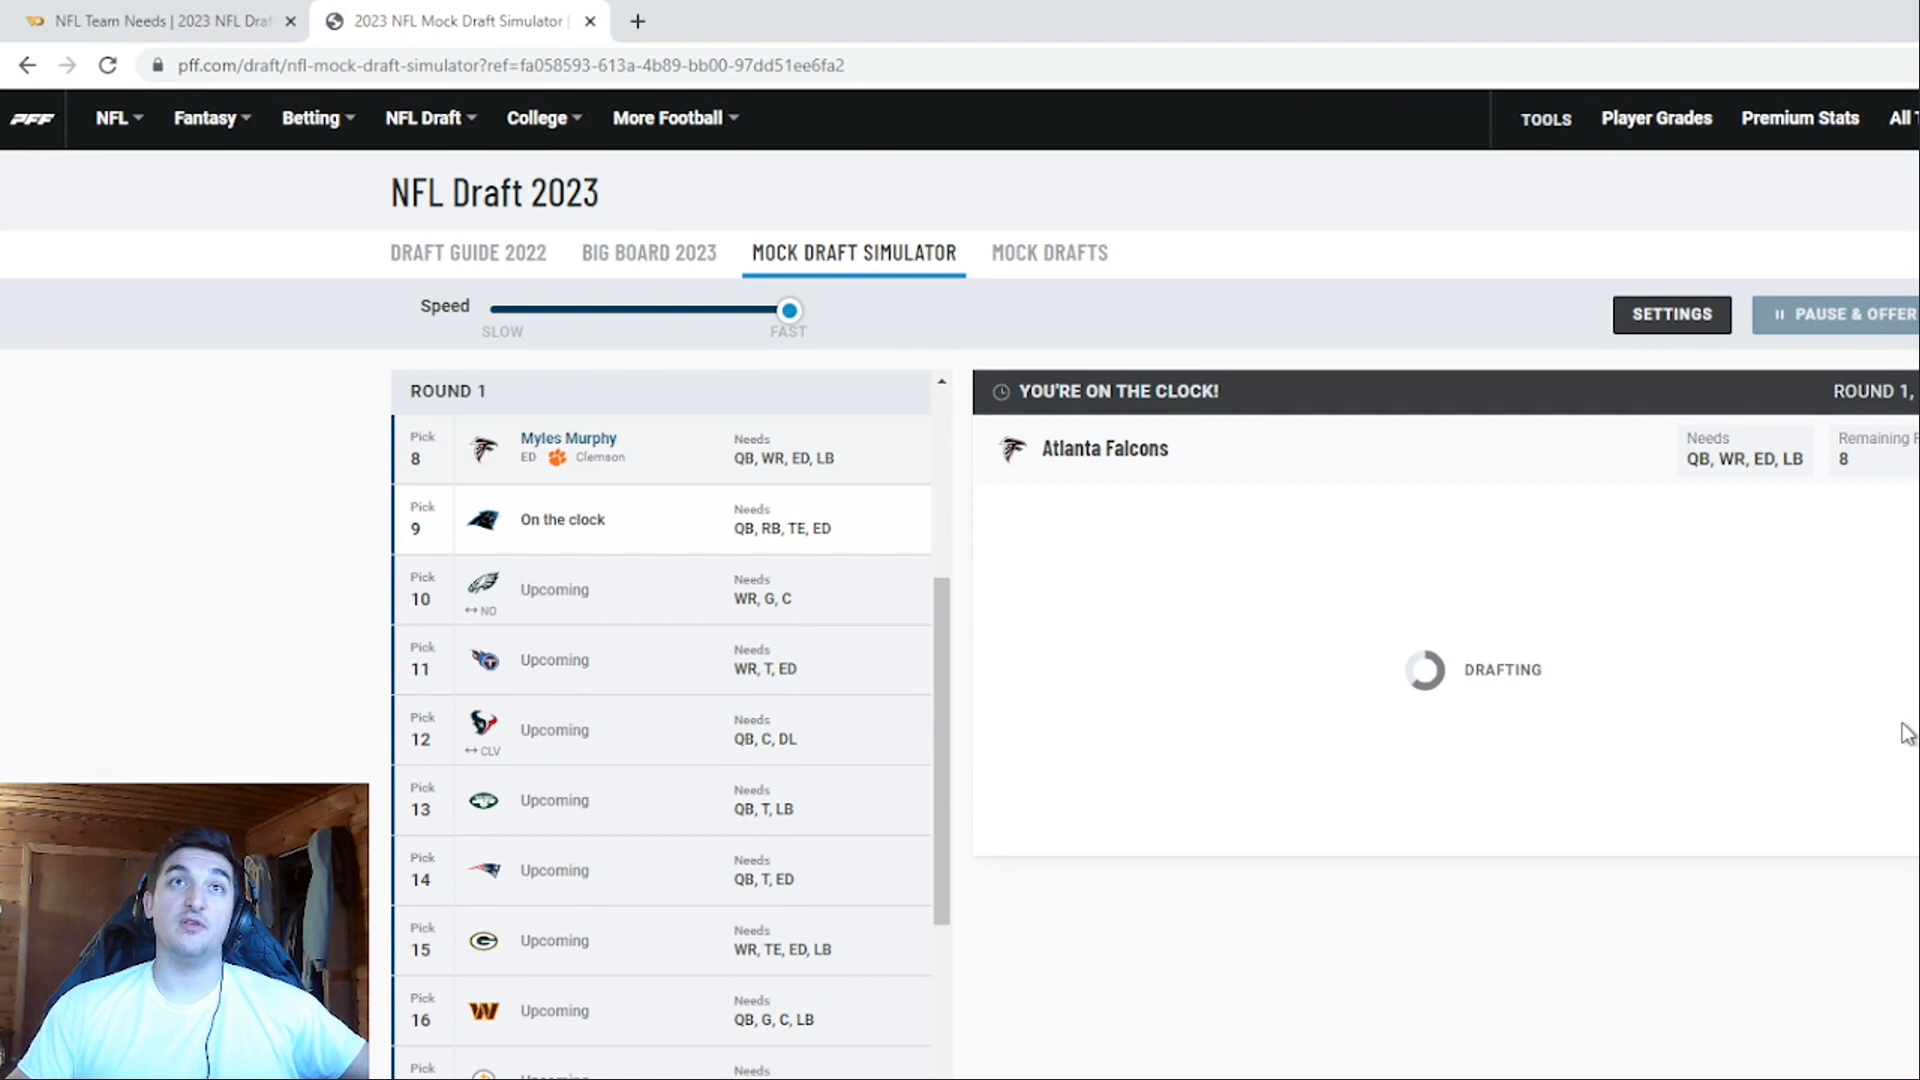 NFL Team Needs | 2023 NFL Draf
2023 NFL Mock Draft Simulator |
pff.com/draft/nfl-mock-draft-simulator?ref=fa058593-613a-4b89-bb00-97dd51ee6fa2
PFF NFL Fantasy Betting NFL Draft College More Football TOOLS Player Grades Premium Stats All T
NFL Draft 2023
DRAFT GUIDE 2022 BIG BOARD 2023 MOCK DRAFT SIMULATOR MOCK DRAFTS
Speed
SLOW FAST
SETTINGS PAUSE & OFFER
ROUND 1
Pick 8 Myles Murphy Needs
ED Clemson QB, WR, ED, LB
Pick 9 On the clock Needs
QB, RB, TE, ED
Pick 10 Upcoming Needs
↔ NO WR, G, C
Pick 11 Upcoming Needs
WR, T, ED
Pick 12 Upcoming Needs
↔ CLV QB, C, DL
Pick 13 Upcoming Needs
QB, T, LB
Pick 14 Upcoming Needs
QB, T, ED
Pick 15 Upcoming Needs
WR, TE, ED, LB
Pick 16 Upcoming Needs
QB, G, C, LB
Pick Needs
YOU'RE ON THE CLOCK! ROUND 1,
Atlanta Falcons
Needs
QB, WR, ED, LB
Remaining P
8
DRAFTING